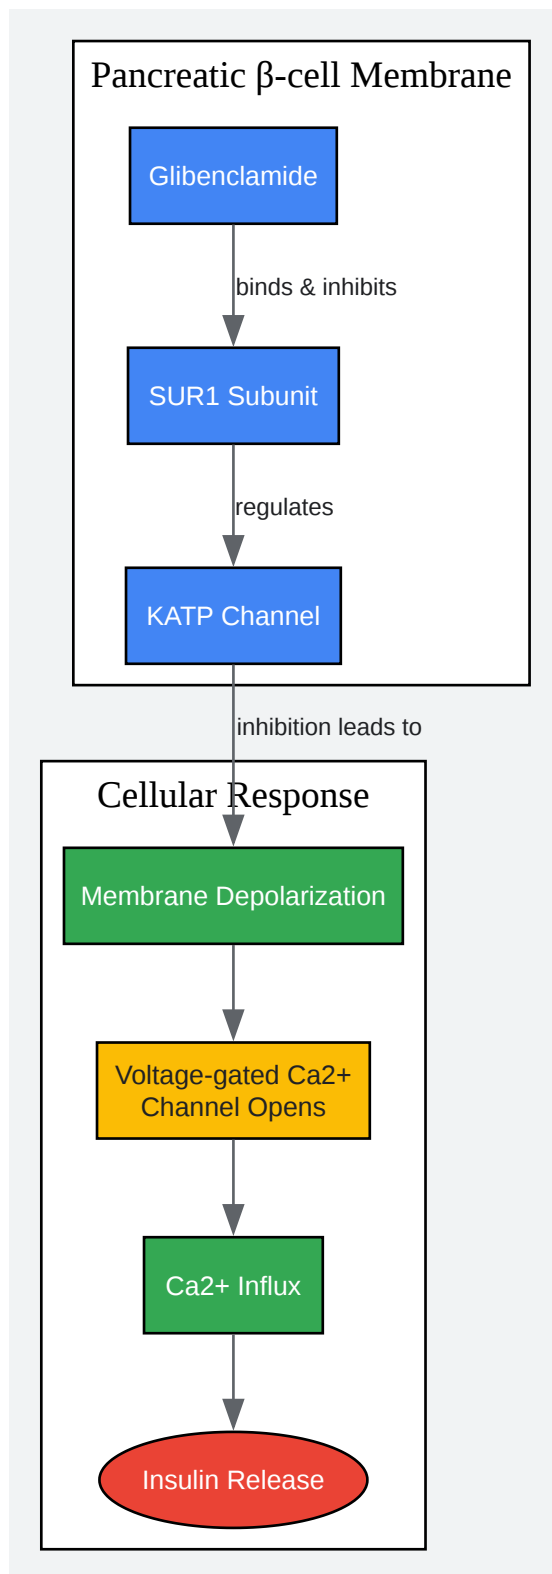 Pancreatic β-cell Membrane
Glibenclamide
binds & inhibits
SUR1 Subunit
regulates
KATP Channel
inhibition leads to
Cellular Response
Membrane Depolarization
Voltage-gated Ca2+
Channel Opens
Ca2+ Influx
Insulin Release